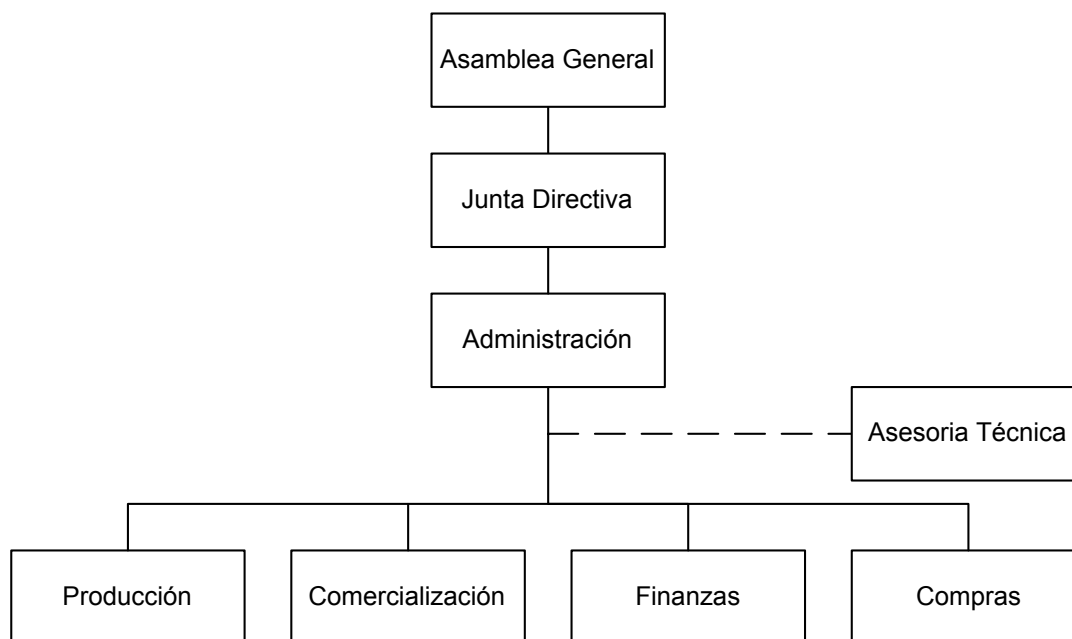 Asamblea General
Junta Directiva
Administración
Asesoria Técnica
Producción
Comercialización
Finanzas
Compras